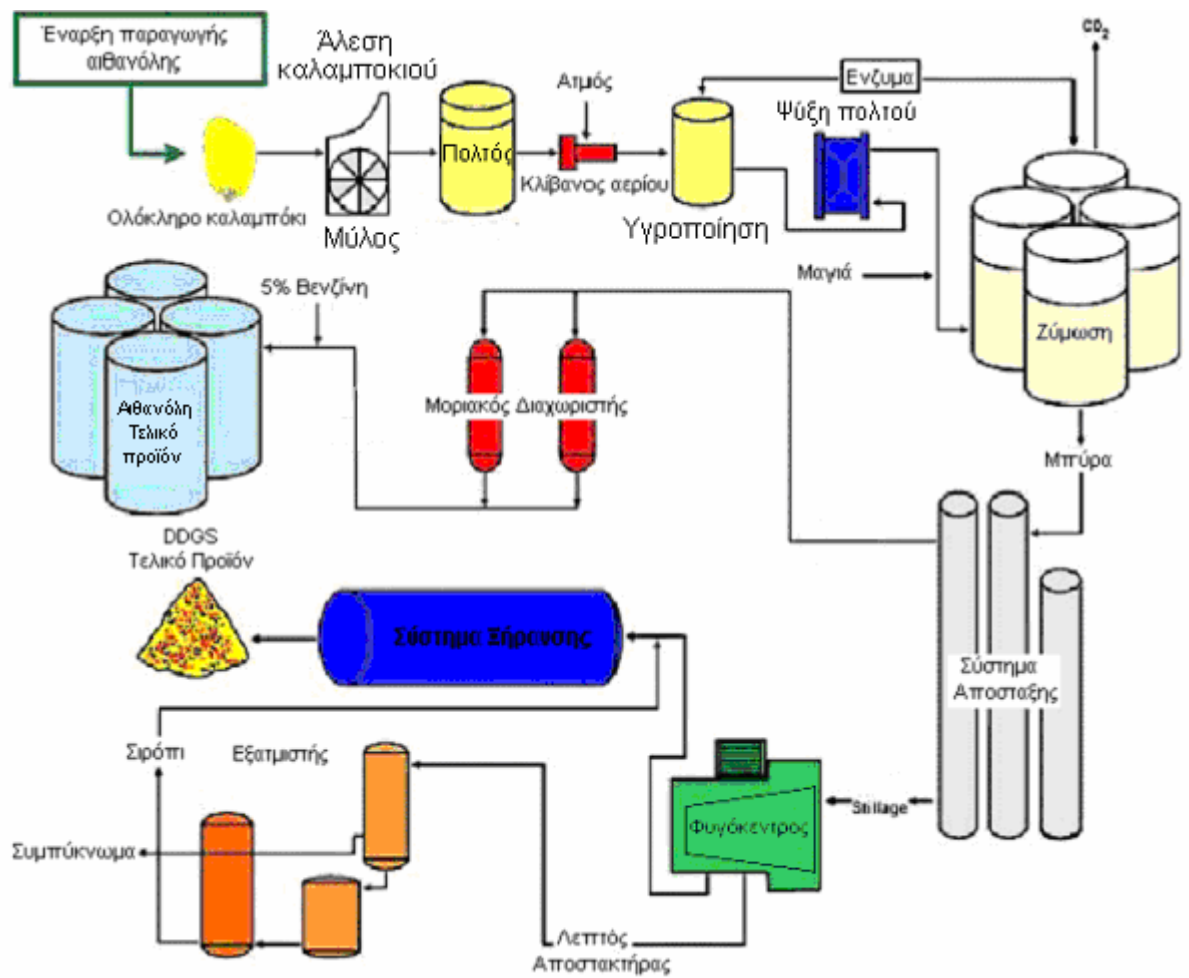 Έναρξη παραγωγής
αιθανόλης
Άλεση
καλαμποκιού
Πολτός
Ατμός
Κλίβανος αερίου
Ενζυμα
Ψύξη πολτού
CO2
Ολόκληρο καλαμπόκι
Μύλος
Υγροποίηση
Μαγιά
Ζύμωση
5% Βενζίνη
Μοριακός Διαχωριστής
Αιθανόλη
Τελικό
προϊόν
Μπύρα
DDGS
Τελικό Προϊόν
Σύστημα Ξήρανσης
Σύστημα
Αποσταξης
Σιρόπι
Εξατμιστής
Stillage
Φυγόκεντρος
Συμπύκνωμα
Λεπτός
Αποστακτήρας